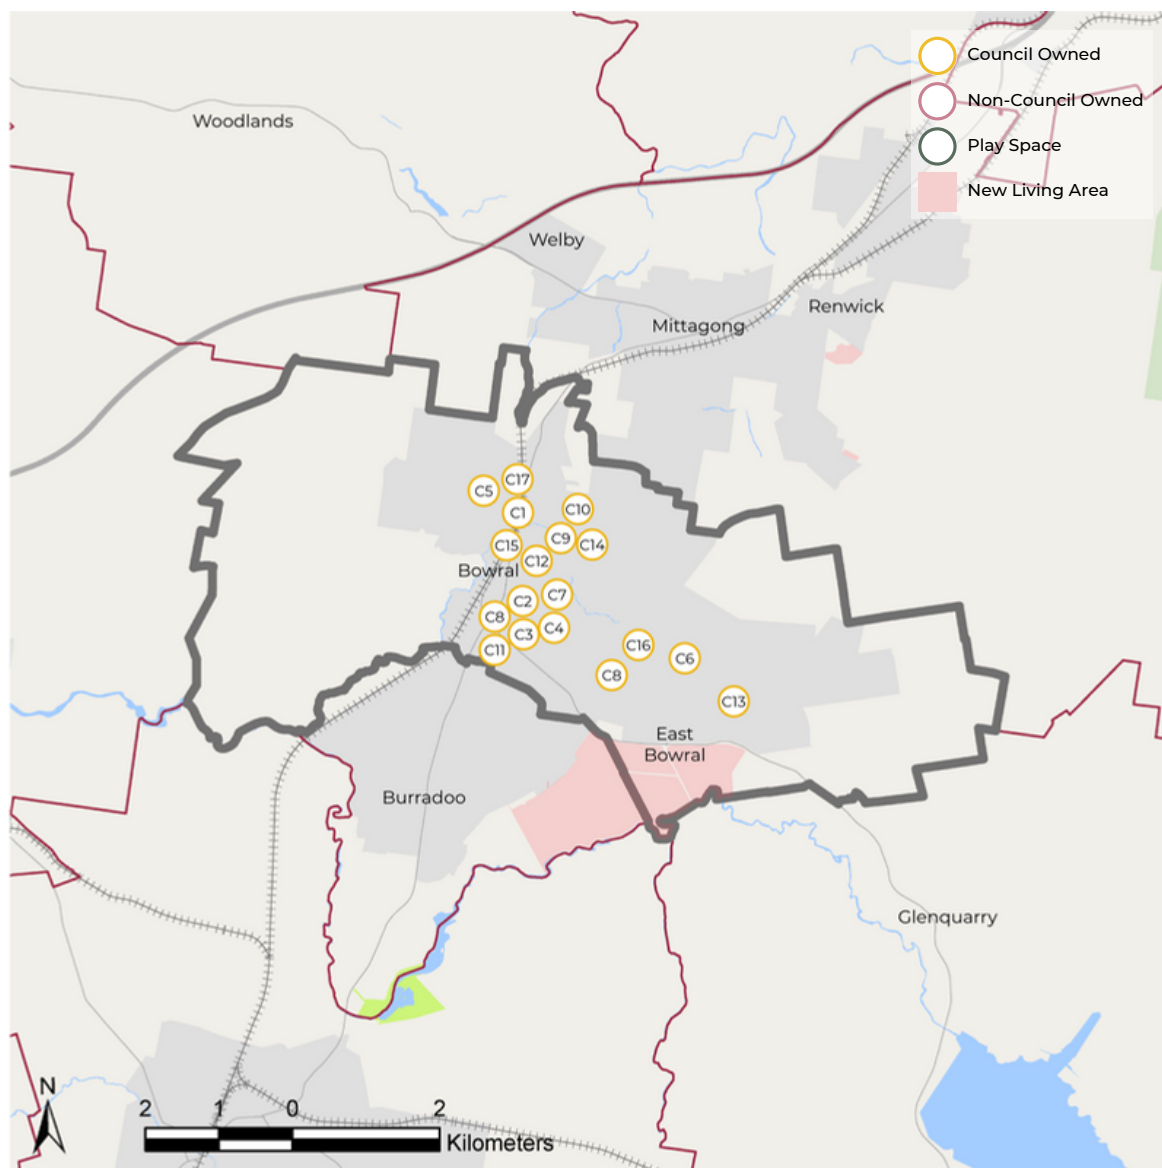 Council Owned
Non-Council Owned
Play Space
New Living Area
Woodlands
Welby
Renwick
Mittagong
C17
C5
C1
C10
C9
C14
C15
C12
Bowral
C7
C2
C8
C4
C3
C16
C11
C6
C8
C13
East
Bowral
Burradoo
Glenquarry
N
2 1 0 2
Kilometers